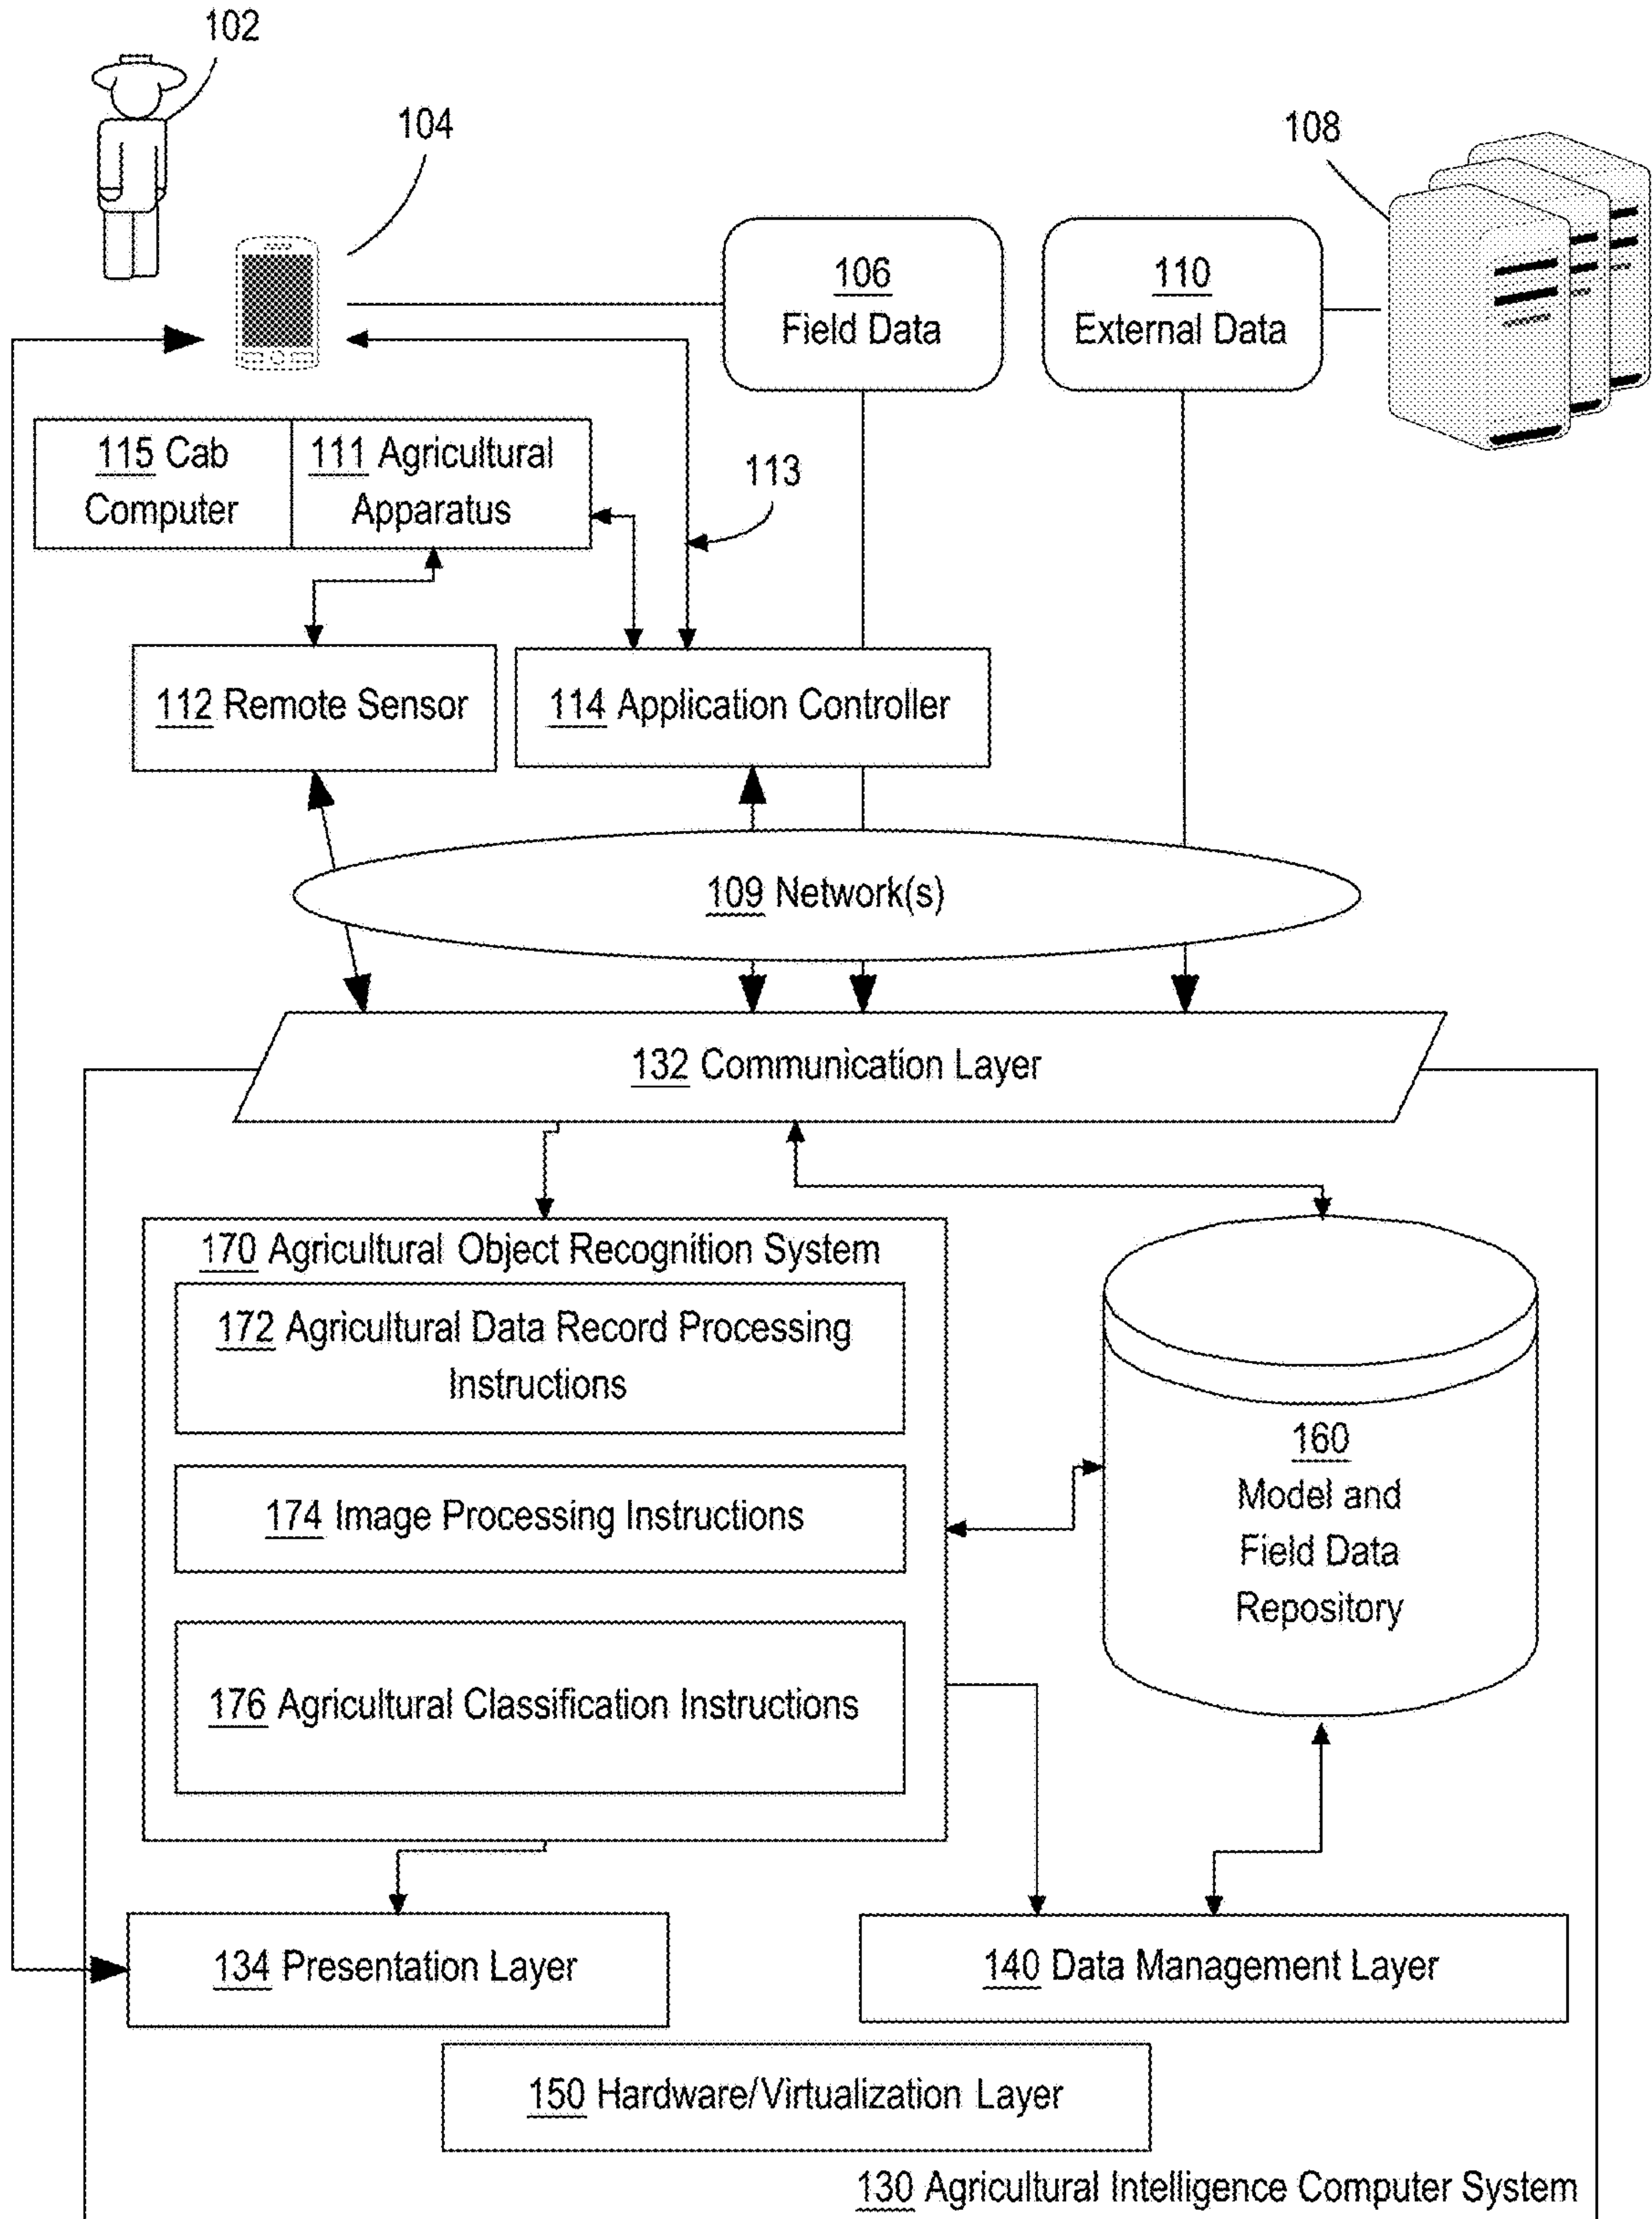 102
104
108
106
Field Data
110
External Data
115 Cab
Computer
111 Agricultural
Apparatus
113
112 Remote Sensor
114 Application Controller
109 Network(s)
132 Communication Layer
170 Agricultural Object Recognition System
172 Agricultural Data Record Processing
Instructions
174 Image Processing Instructions
176 Agricultural Classification Instructions
160
Model and
Field Data
Repository
134 Presentation Layer
140 Data Management Layer
150 Hardware/Virtualization Layer
130 Agricultural Intelligence Computer System